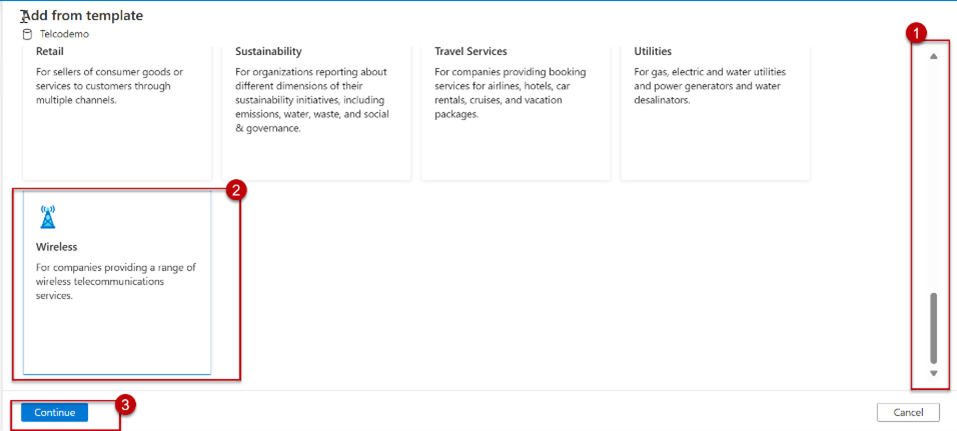 Add from template
Telcodemo
1
Retail
For sellers of consumer goods or
services to customers through
multiple channels.
Sustainability
For organizations reporting about
different dimensions of their
sustainability initiatives, including
emissions, water, waste, and social
& governance.
Travel Services
For companies providing booking
services for airlines, hotels, car
rentals, cruises, and vacation
packages.
Utilities
For gas, electric and water utilities
and power generators and water
desalinators.
2
Wireless
For companies providing a range of
wireless telecommunications
services.
3
Continue
Cancel